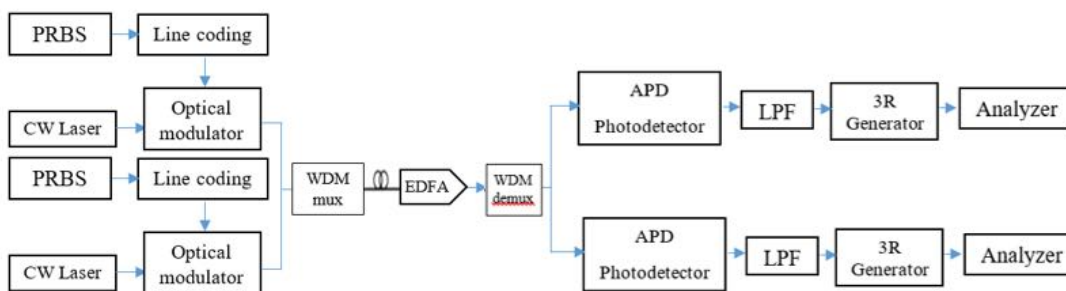 PRBS
Line coding
CW Laser
Optical
modulator
PRBS
Line coding
CW Laser
Optical
modulator
WDM
mux
EDFA
WDM
demux
APD
Photodetector
LPF
3R
Generator
Analyzer
APD
Photodetector
LPF
3R
Generator
Analyzer